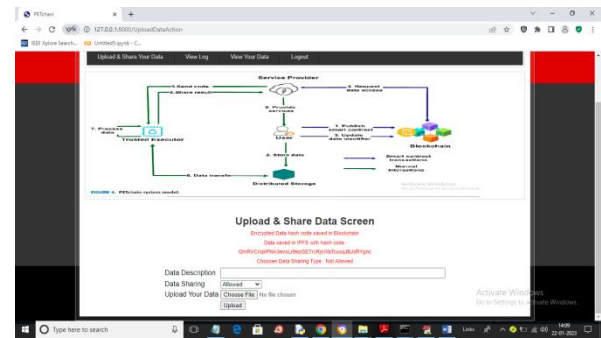 PETchain
127.0.0.1:8000/UploadDataAction
IEEE Xplore Search...
Untitled1.ipynb - C...
Upload & Share Your Data View Log View Your Data Logout
Service Provider
4. Send code
6. Share result
3. Request data access
5. Provide services
7. Process data
Trusted Executor
User
1. Publish smart contract
2. Update data identifier
Blockchain
2. Store data
Smart contract transactions
Normal interactions
6. Data transfer
Distributed Storage
FIGURE 4. PETchain system model.
Upload & Share Data Screen
Encrypted Data hash code saved in Blockchain
Data saved in IPFS with hash code
Choosen Data Sharing Type : Not Allowed
Data Description
Data Sharing Allowed
Upload Your Data Choose File No file chosen
Upload
Activate Windows
Go to Settings to activate Windows.
Type here to search
Links
14:09
22-01-2023